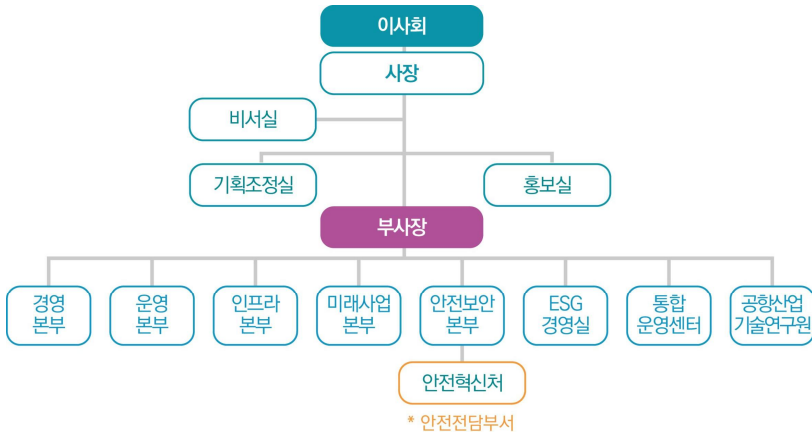 이사회
사장
비서실
기획조정실
홍보실
부사장
경영
본부
운영
본부
인프라
본부
미래사업
본부
안전보안
본부
ESG
경영실
통합
운영센터
공항산업
기술연구원
안전혁신처
* 안전전담부서